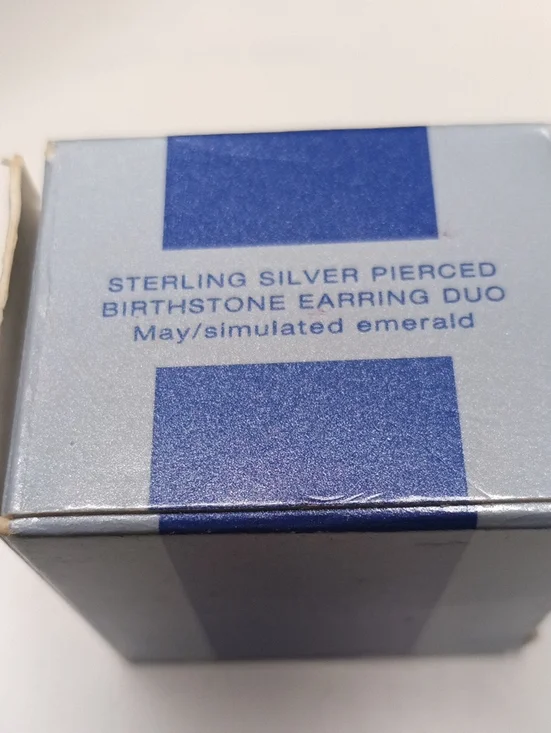 STERLING SILVER PIERCED
BIRTHSTONE EARRING DUO
May/simulated emerald